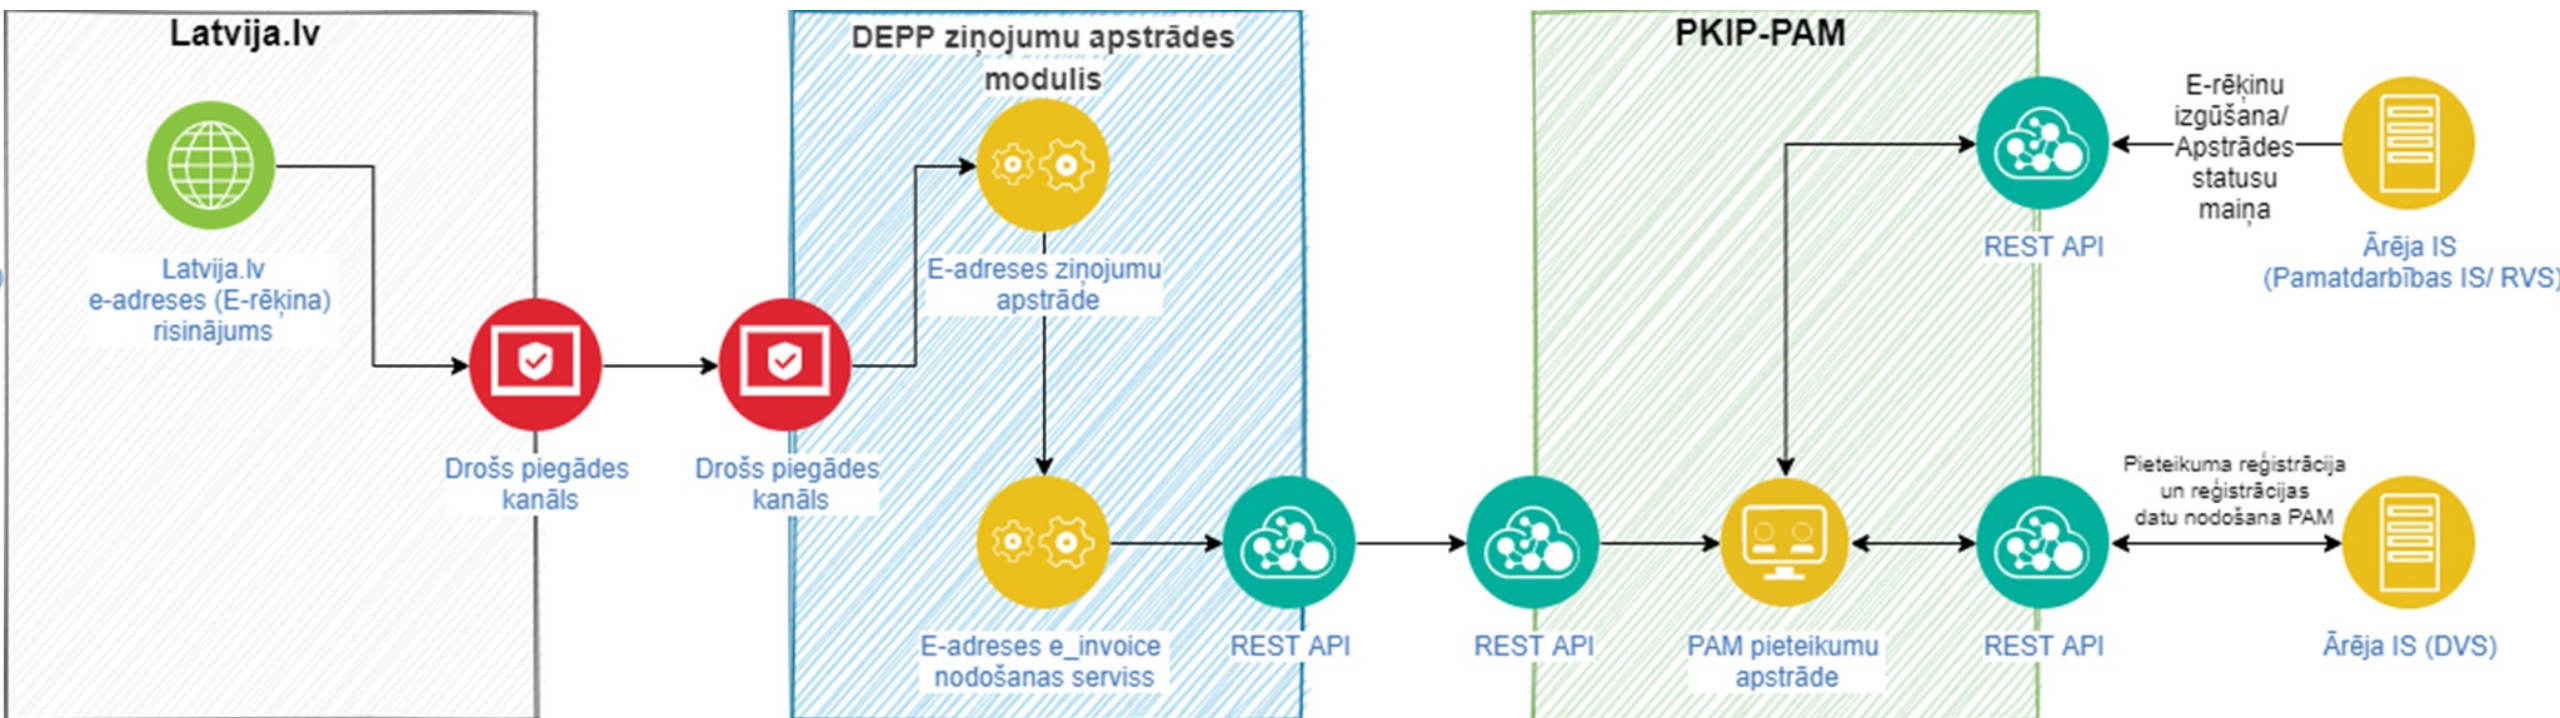 Latvija.lv
Latvija.lv
e-adreses (E-rēķina)
risinājums
Drošs piegādes
kanāls
Drošs piegādes
kanāls
DEPP ziņojumu apstrādes
modulis
E-adreses ziņojumu
apstrāde
E-adreses e_invoice
nodošanas serviss
REST API
REST API
PKIP-PAM
PAM pieteikumu
apstrāde
REST API
E-rēķinu
izgūšana/
Apstrādes
statusu
maiņa
Ārēja IS
(Pamatdarbības IS/ RVS)
REST API
Pieteikuma reģistrācija
un reģistrācijas
datu nodošana PAM
Ārēja IS (DVS)